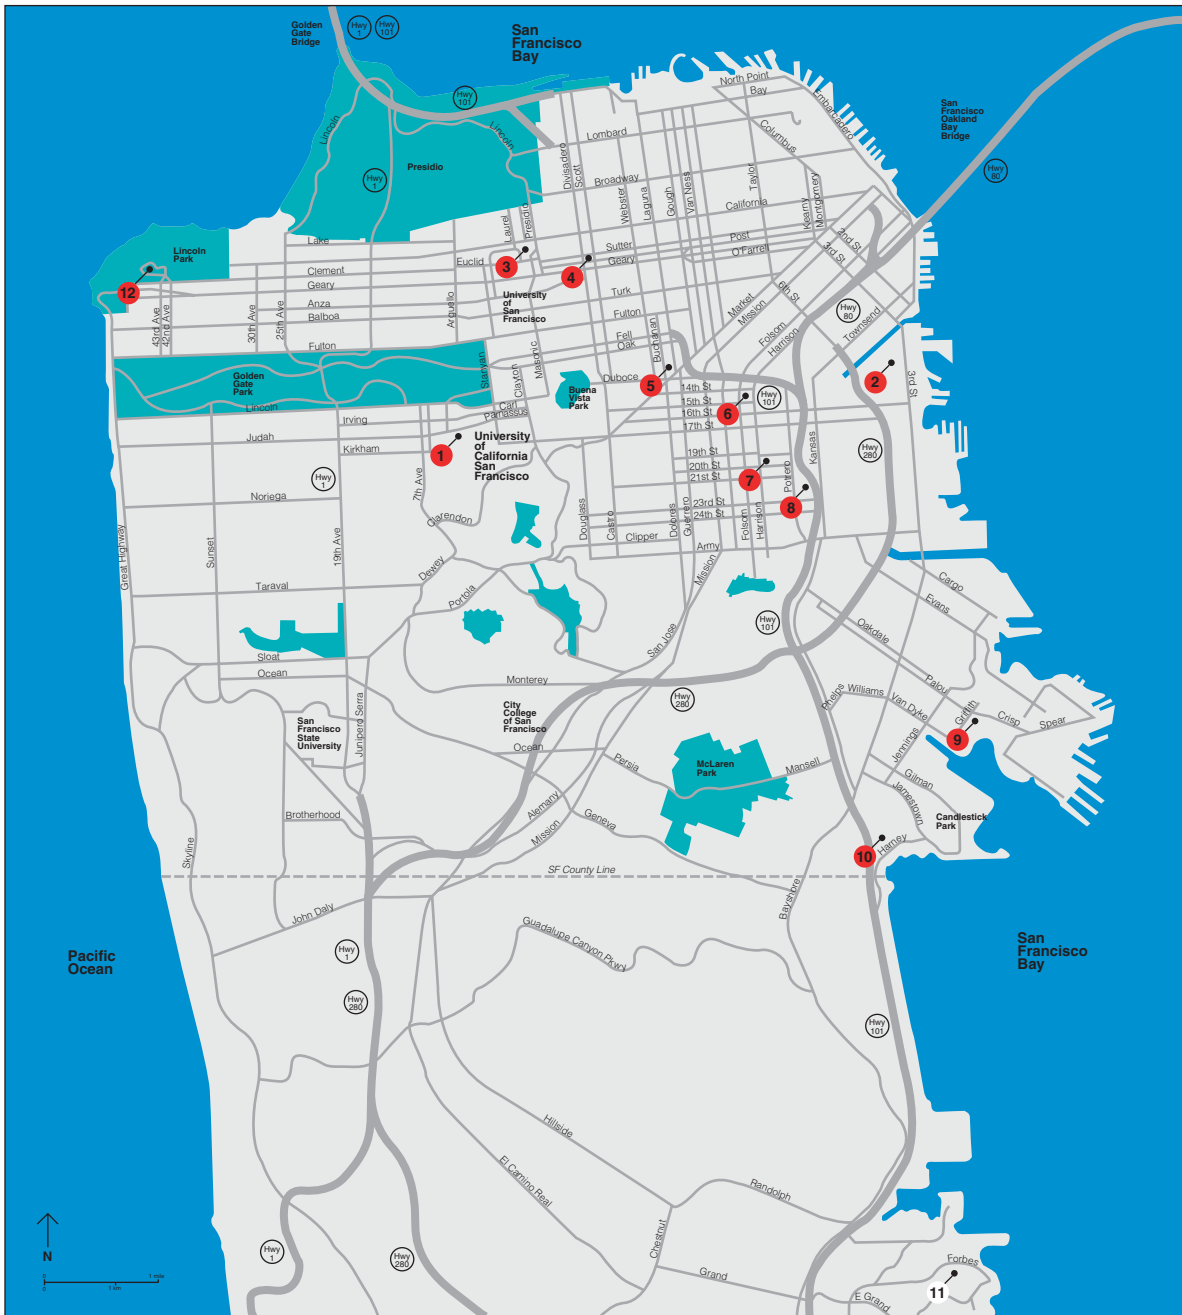 Golden
Gate
Bridge
Hwy
1
Hwy
101
San
Francisco
Bay
San
Francisco
Oakland
Bay
Bridge
Hwy
80
Hwy
101
North Point
Bay
Embarcadero
Columbus
Lincoln
Lincoln
Lombard
Presidio
Hwy
1
Divisadero
Scott
Broadway
Webster
Laguna
Gough
Van Ness
Taylor
California
Kearny
Montgomery
Laurel
Presidio
Lake
Sutter
Post
Geary
O'Farrell
2nd St
3rd St
Lincoln
Park
Euclid
3
4
Clement
Geary
12
University
of
San
Francisco
Turk
Market
Mission
6th St
Anza
Balboa
Arguello
Fulton
Folsom
Harrison
Hwy
80
Townsend
43rd Ave
42nd Ave
30th Ave
25th Ave
Fulton
Fell
Oak
Buchanan
Stanyan
Clayton
Masonic
Golden
Gate
Park
Buena
Vista
Park
Duboce
5
14th St
15th St
16th St
17th St
6
Hwy
101
2
3rd St
Lincoln
Carl
Parnassus
Irving
Judah
Kirkham
1
University
of
California
San
Francisco
Kansas
Hwy
280
19th St
20th St
21st St
7
Potrero
8
Hwy
1
7th Ave
Noriega
Clarendon
Douglass
Castro
Dolores
Guerrero
23rd St
24th St
Folsom
Harrison
Clipper
Army
Great Highway
Sunset
19th Ave
Dewey
Mission
Taraval
Portola
Cargo
Evans
Hwy
101
Oakdale
San Jose
Sloat
Ocean
Monterey
Hwy
280
Palou
Phelps
Williams
Van Dyke
Griffith
Crisp
Spear
9
Junipero Serra
San
Francisco
State
University
City
College
of San
Francisco
Ocean
Persia
McLaren
Park
Mansell
Jennings
Gilman
Jamestown
Candlestick
Park
Brotherhood
Alemany
Mission
Geneva
10
Harney
Skyline
SF County Line
Bayshore
John Daly
Guadalupe Canyon Pkwy
Pacific
Ocean
San
Francisco
Bay
Hwy
1
Hwy
280
Hwy
101
Hillside
El Camino Real
Randolph
Chestnut
N
Hwy
1
Hwy
280
Grand
Forbes
11
E Grand
0
1 mile
0
1 km